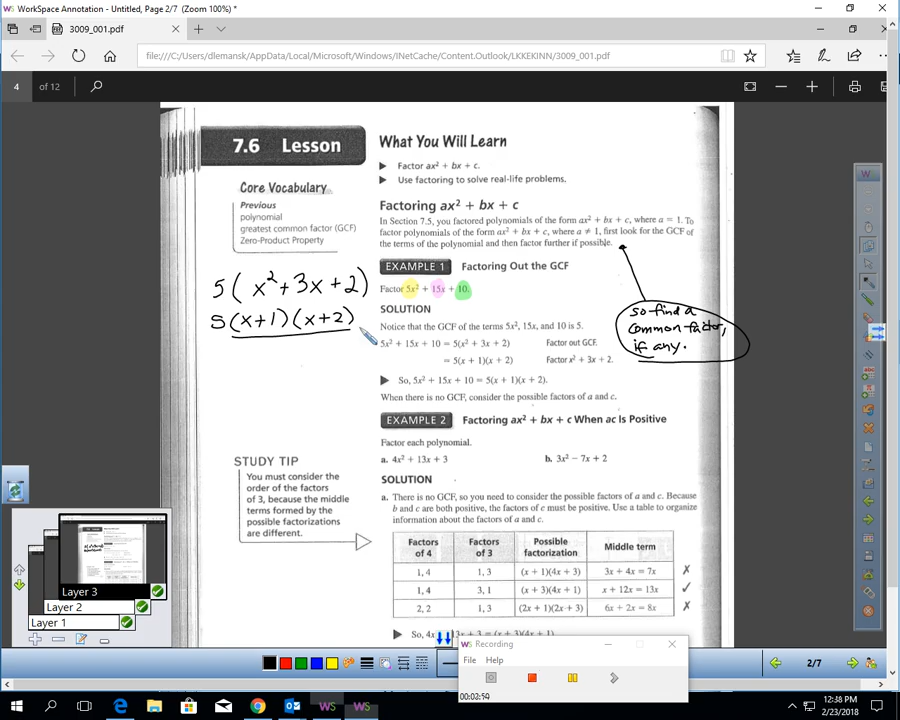 WorkSpace Annotation - Untitled, Page 2/7 (Zoom 100%) *
3009_001.pdf
file:///C:/Users/dlemansk/AppData/Local/Microsoft/Windows/INetCache/Content.Outlook/LKKEKINN/3009_001.pdf
4 of 12
7.6 Lesson
What You Will Learn
Factor ax² + bx + c.
Use factoring to solve real-life problems.
Core Vocabulary
Previous
polynomial
greatest common factor (GCF)
Zero-Product Property
Factoring ax² + bx + c
In Section 7.5, you factored polynomials of the form ax² + bx + c, where a = 1. To
factor polynomials of the form ax² + bx + c, where a ≠ 1, first look for the GCF of
the terms of the polynomial and then factor further if possible.
5(x²+3x+2)
5(x+1)(x+2)
EXAMPLE 1 Factoring Out the GCF
Factor 5x² + 15x + 10.
SOLUTION
Notice that the GCF of the terms 5x², 15x, and 10 is 5.
5x² + 15x + 10 = 5(x² + 3x + 2) Factor out GCF.
= 5(x + 1)(x + 2) Factor x² + 3x + 2.
So, 5x² + 15x + 10 = 5(x + 1)(x + 2).
When there is no GCF, consider the possible factors of a and c.
so find a
common factor,
if any.
EXAMPLE 2 Factoring ax² + bx + c When ac Is Positive
Factor each polynomial.
a. 4x² + 13x + 3 b. 3x² − 7x + 2
SOLUTION
a. There is no GCF, so you need to consider the possible factors of a and c. Because
b and c are both positive, the factors of c must be positive. Use a table to organize
information about the factors of a and c.
STUDY TIP
You must consider the
order of the factors
of 3, because the middle
terms formed by the
possible factorizations
are different.
Factors of 4 Factors of 3 Possible factorization Middle term
1, 4 1, 3 (x + 1)(4x + 3) 3x + 4x = 7x ✗
1, 4 3, 1 (x + 3)(4x + 1) x + 12x = 13x ✓
2, 2 1, 3 (2x + 1)(2x + 3) 6x + 2x = 8x ✗
So, 4x 13x + 3 = (x + 3)(4x + 1).
Layer 3
Layer 2
Layer 1
Recording
File Help
00:03:54
2/7
12:38 PM
2/23/2018